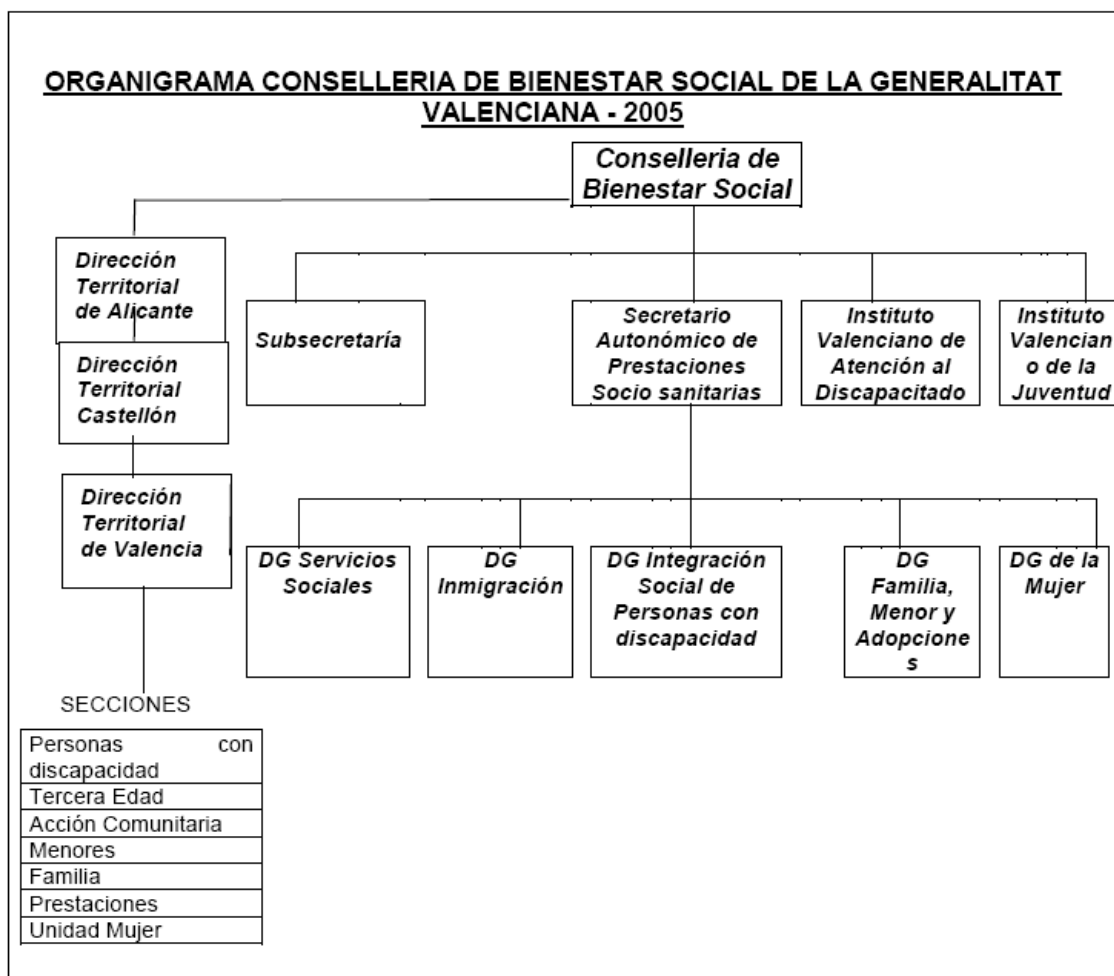 ORGANIGRAMA CONSELLERIA DE BIENESTAR SOCIAL DE LA GENERALITAT
VALENCIANA - 2005
Conselleria de
Bienestar Social
Dirección
Territorial
de Alicante
Dirección
Territorial
Castellón
Dirección
Territorial
de Valencia
Subsecretaría
Secretario
Autonómico de
Prestaciones
Socio sanitarias
Instituto
Valenciano de
Atención al
Discapacitado
Instituto
Valencian
o de la
Juventud
DG Servicios
Sociales
DG
Inmigración
DG Integración
Social de
Personas con
discapacidad
DG
Familia,
Menor y
Adopcione
s
DG de la
Mujer
SECCIONES
Personas con
discapacidad
Tercera Edad
Acción Comunitaria
Menores
Familia
Prestaciones
Unidad Mujer